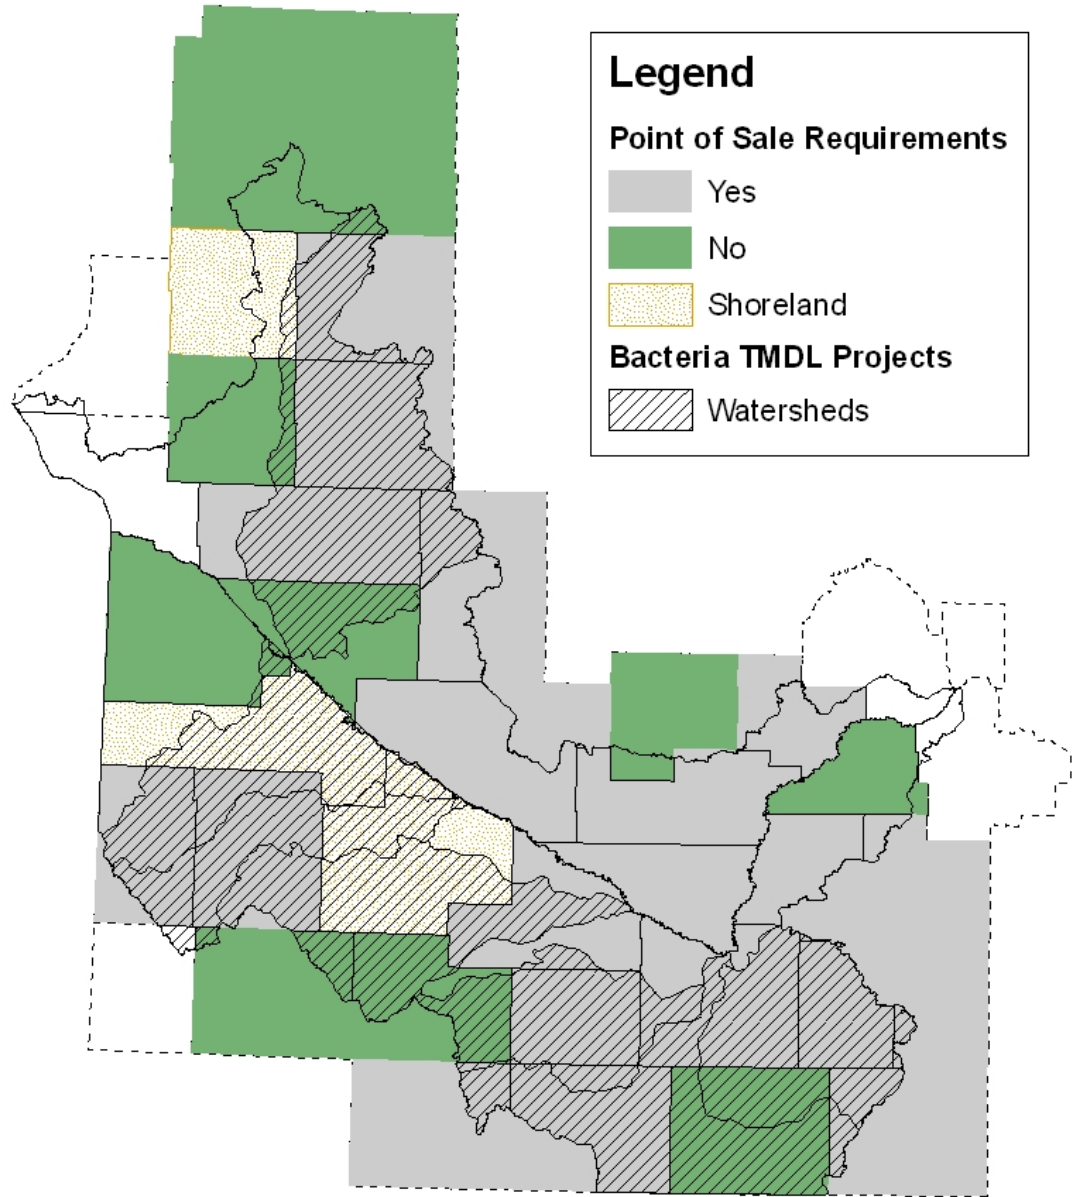 Legend
Point of Sale Requirements
Yes
No
Shoreland
Bacteria TMDL Projects
Watersheds